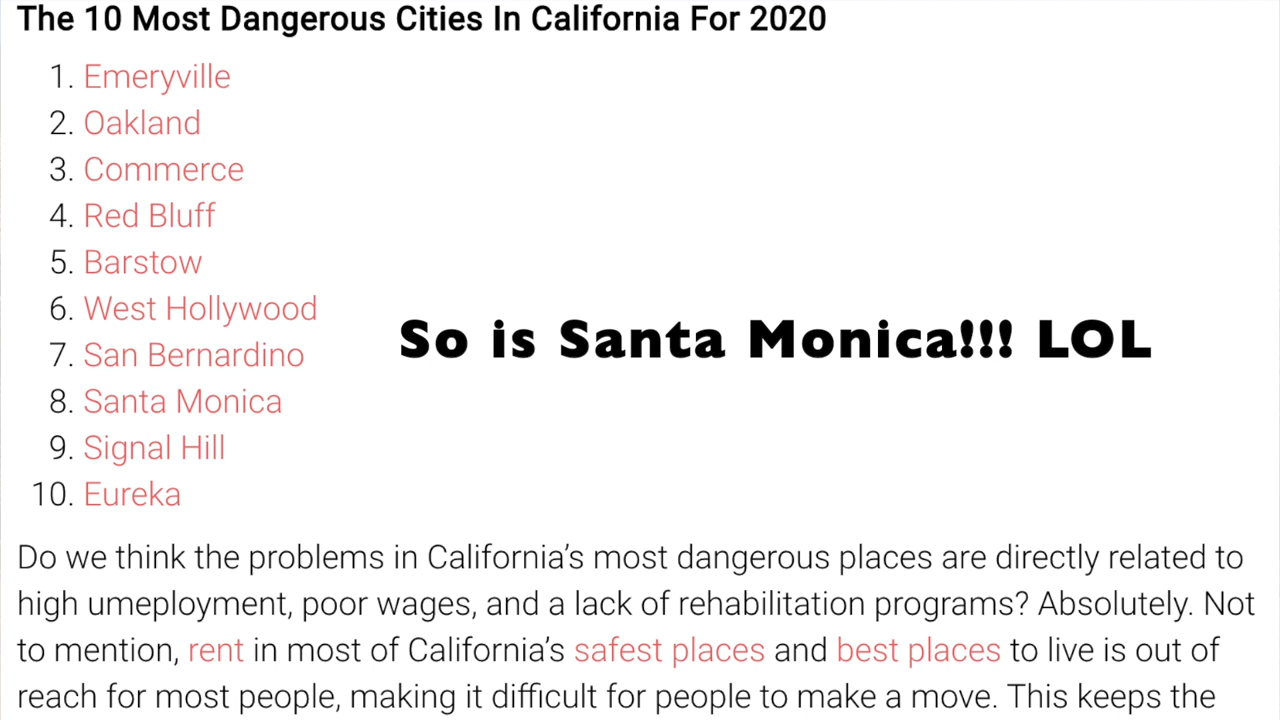 The 10 Most Dangerous Cities In California For 2020
1. Emeryville
2. Oakland
3. Commerce
4. Red Bluff
5. Barstow
6. West Hollywood
So is Santa Monica!!! LOL
7. San Bernardino
8. Santa Monica
9. Signal Hill
10. Eureka
Do we think the problems in California’s most dangerous places are directly related to
high umeployment, poor wages, and a lack of rehabilitation programs? Absolutely. Not
to mention, rent in most of California’s safest places and best places to live is out of
reach for most people, making it difficult for people to make a move. This keeps the